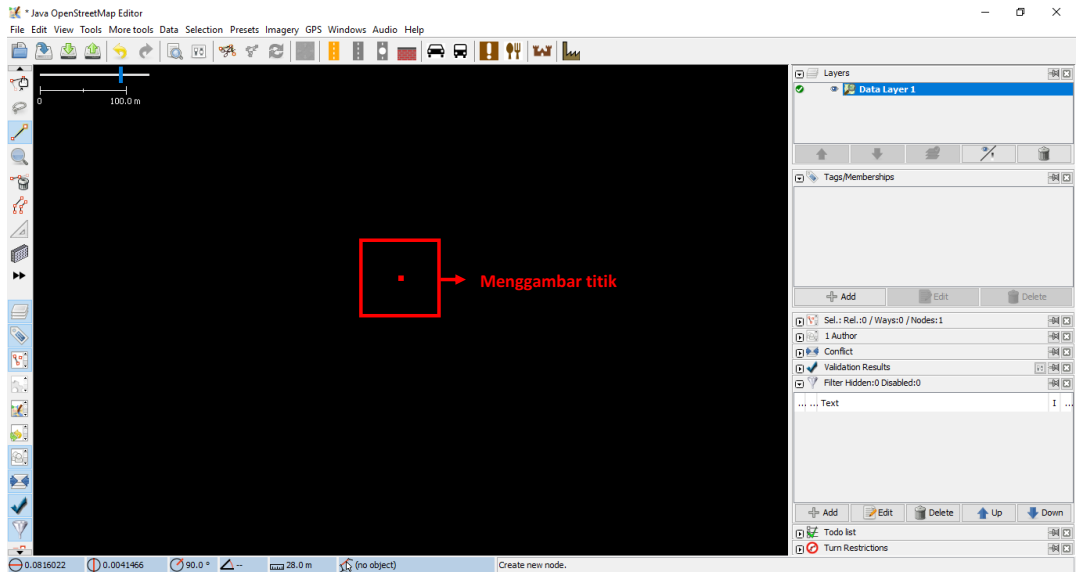 * Java OpenStreetMap Editor
File Edit View Tools More tools Data Selection Presets Imagery GPS Windows Audio Help
0 100.0 m
Menggambar titik
Layers
Data Layer 1
Tags/Memberships
Add Edit Delete
Sel.: Rel.:0 / Ways:0 / Nodes:1
1 Author
Conflict
Validation Results
Filter Hidden:0 Disabled:0
... ... Text I ...
Add Edit Delete Up Down
Todo list
Turn Restrictions
0.0816022 0.0041466 90.0 ° -- 28.0 m (no object) Create new node.